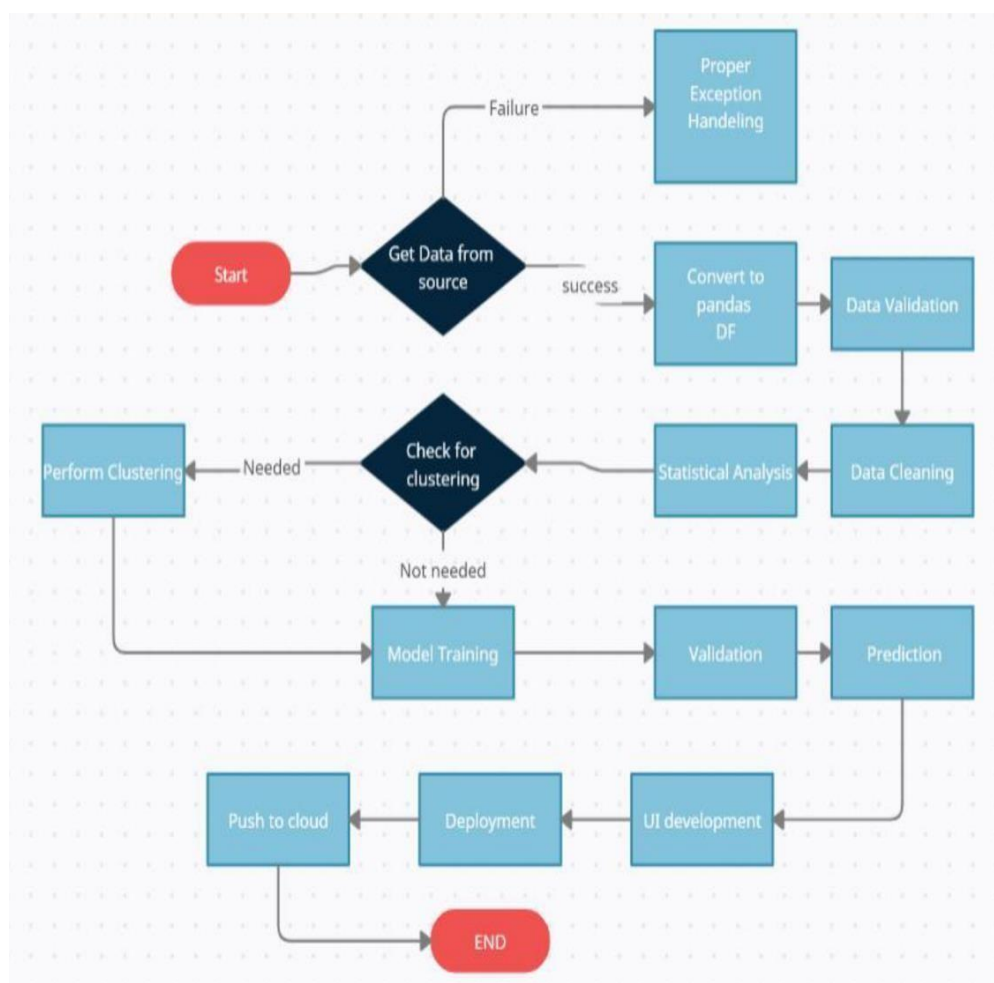 Proper
Exception
Handeling
Failure
Get Data from
source
Start
success
Convert to
pandas
DF
Data Validation
Check for
clustering
Needed
Perform Clustering
Statistical Analysis
Data Cleaning
Not needed
Model Training
Validation
Prediction
Push to cloud
Deployment
UI development
END